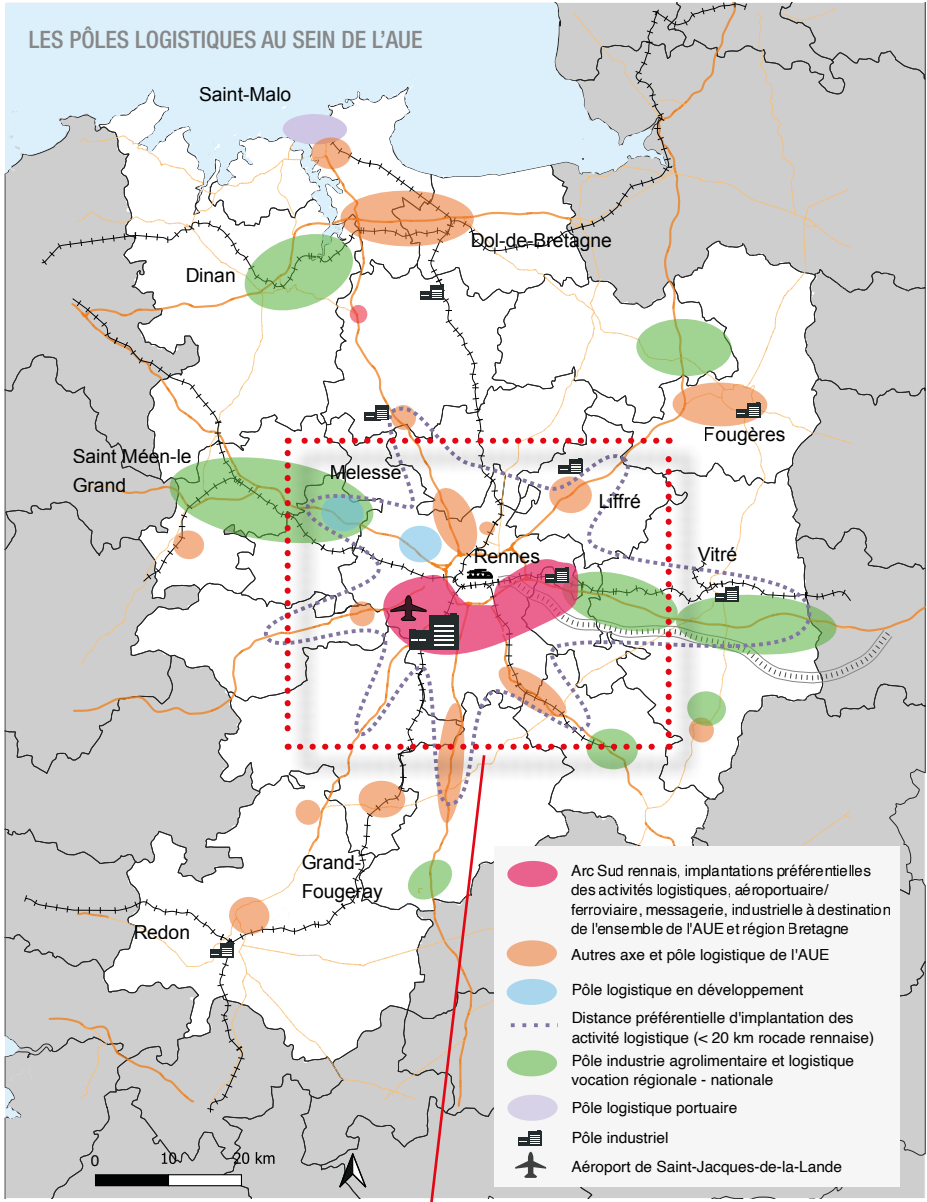 LES PÔLES LOGISTIQUES AU SEIN DE L'AUE
Saint-Malo
Dol-de-Bretagne
Dinan
Fougères
Saint Méen-le
Grand
Melesse
Liffré
Rennes
Vitré
Grand-
Fougeray
Redon
Arc Sud rennais, implantations préférentielles
des activités logistiques, aéroportuaire/
ferroviaire, messagerie, industrielle à destination
de l'ensemble de l'AUE et région Bretagne
Autres axe et pôle logistique de l'AUE
Pôle logistique en développement
Distance préférentielle d'implantation des
activité logistique (< 20 km rocade rennaise)
Pôle industrie agrolimentaire et logistique
vocation régionale - nationale
Pôle logistique portuaire
Pôle industriel
Aéroport de Saint-Jacques-de-la-Lande
0 10 20 km